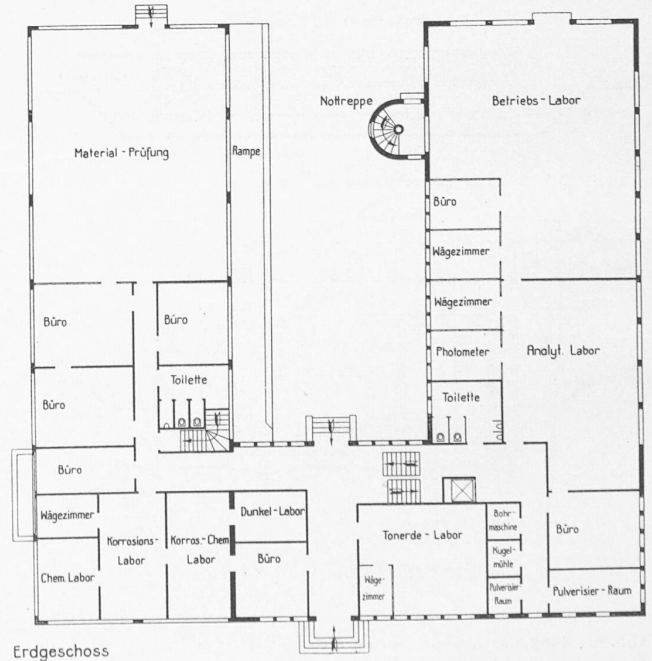 Nottreppe
Betriebs-Labor
Material-Prüfung
Rampe
Büro
Wägezimmer
Büro
Büro
Wägezimmer
Photometer
Analyt. Labor
Toilette
Büro
Toilette
Büro
Wägezimmer
Korrosions-
Labor
Korros.-Chem.
Labor
Dunkel-Labor
Büro
Chem. Labor
Tonerde-Labor
Wäge-
zimmer
Bohr-
maschine
Kugel-
mühle
Pulverisier-
Raum
Büro
Pulverisier-Raum
Erdgeschoss